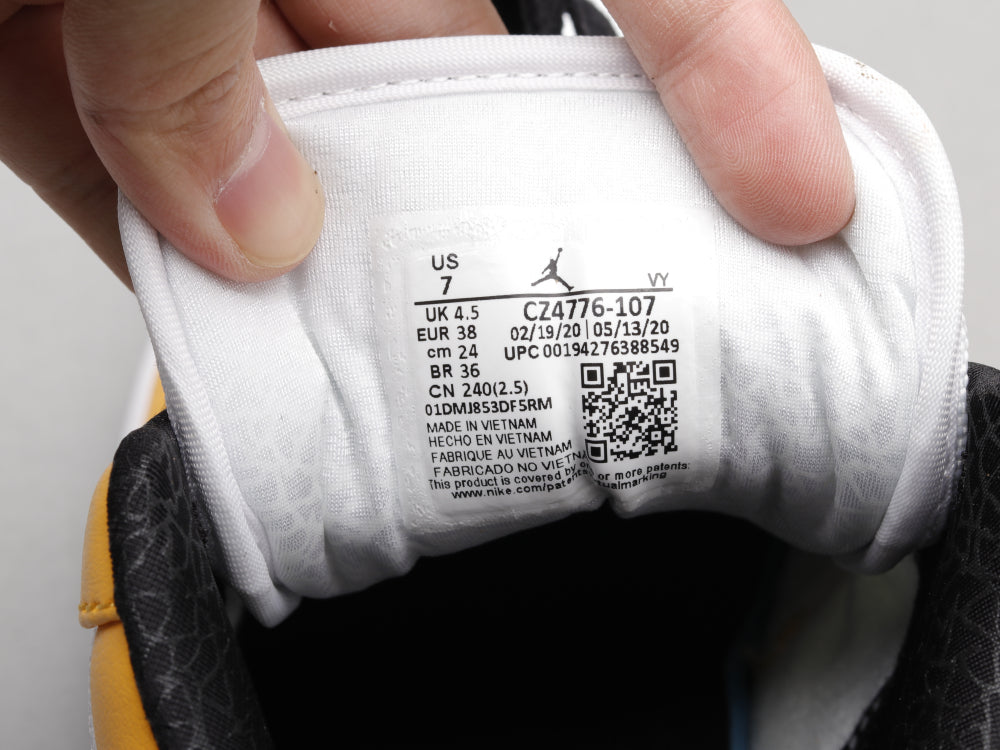 US
7
VY
UK 4.5 CZ4776-107
EUR 38 02/19/20 | 05/13/20
cm 24 UPC 00194276388549
BR 36
CN 240(2.5)
01DMJ853DF5RM
MADE IN VIETNAM
HECHO EN VIETNAM
FABRIQUE AU VIETNAM
FABRICADO NO VIETNA
This product is covered by or more patents:
www.nike.com/patents